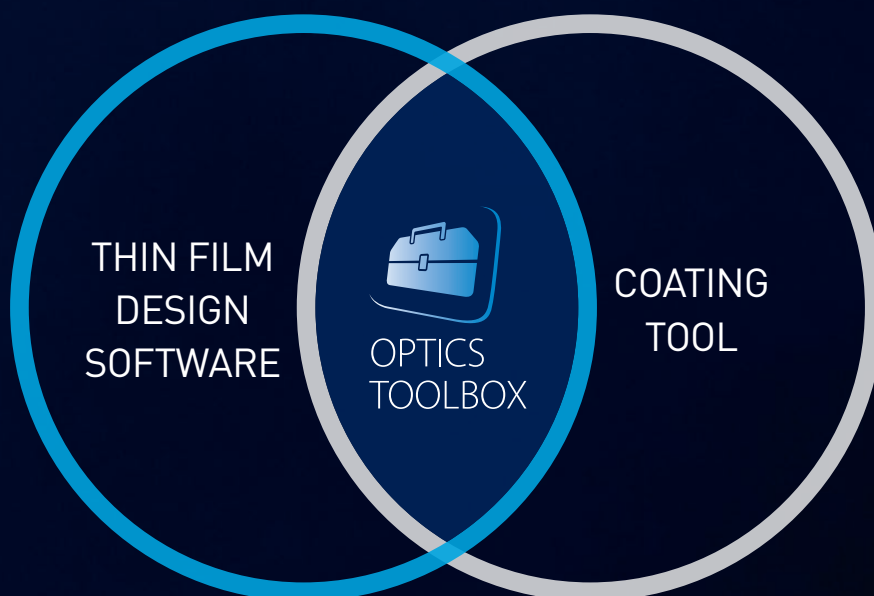 THIN FILM
DESIGN
SOFTWARE
OPTICS
TOOLBOX
COATING
TOOL